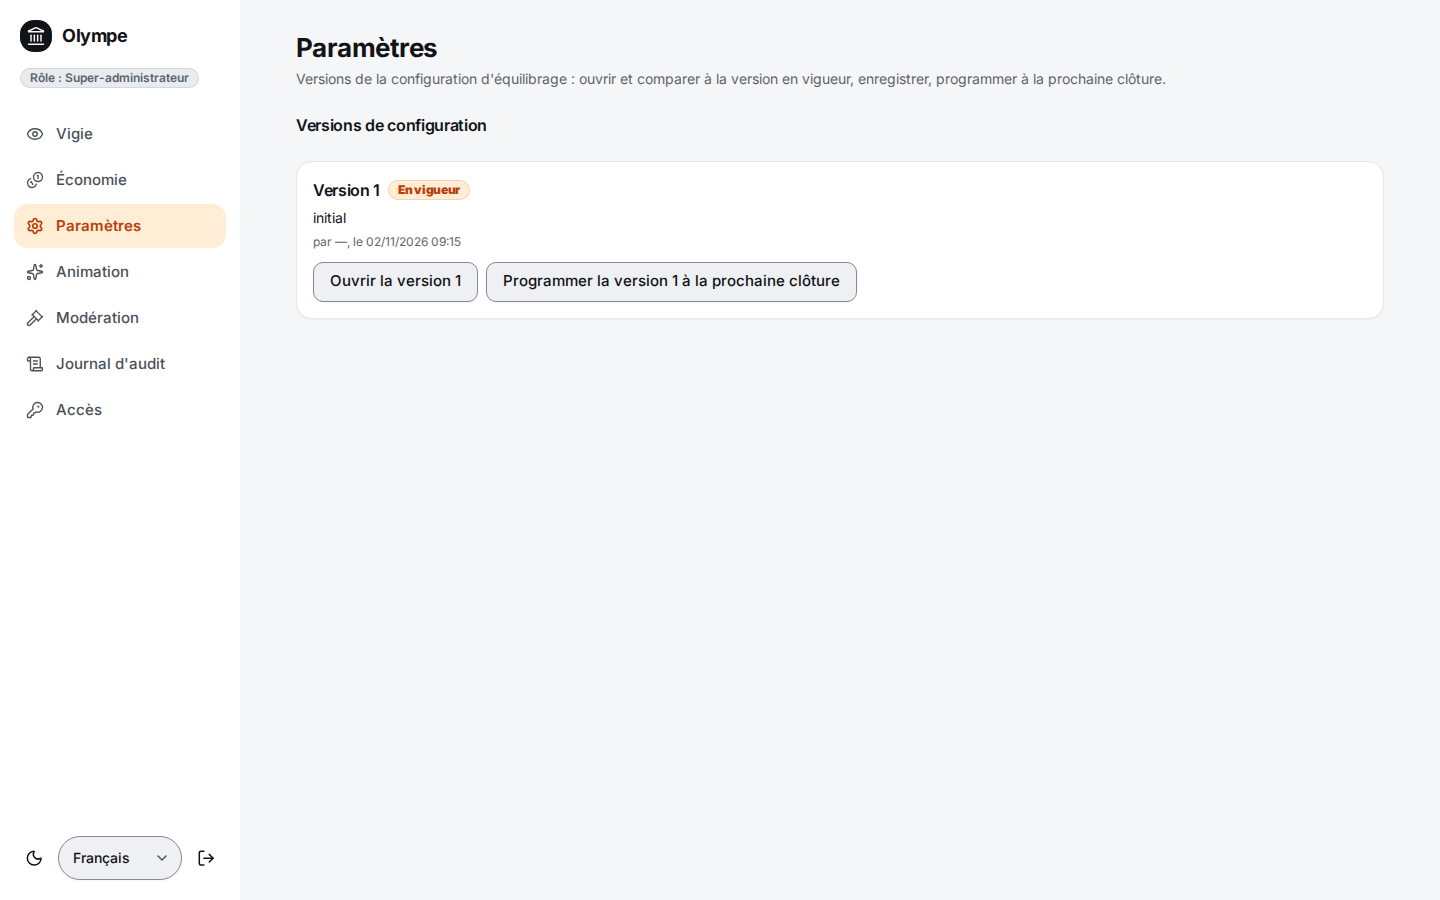 Olympe
Rôle : Super-administrateur
Vigie
Économie
Paramètres
Animation
Modération
Journal d'audit
Accès
Français
Paramètres
Versions de la configuration d'équilibrage : ouvrir et comparer à la version en vigueur, enregistrer, programmer à la prochaine clôture.
Versions de configuration
Version 1 En vigueur
initial
par —, le 02/11/2026 09:15
Ouvrir la version 1 Programmer la version 1 à la prochaine clôture